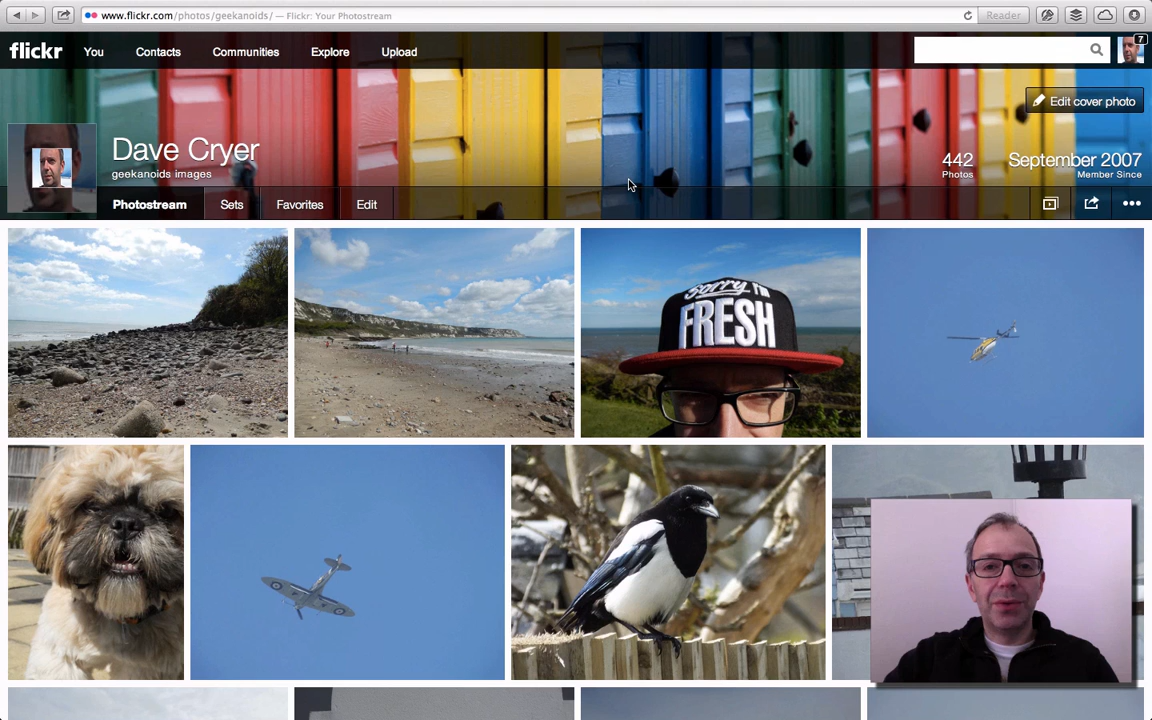 www.flickr.com/photos/geekanoids/ — Flickr: Your Photostream
Reader
flickr You Contacts Communities Explore Upload
7
Edit cover photo
Dave Cryer
geekanoids images
442
Photos
September 2007
Member Since
Photostream Sets Favorites Edit
Sorry I'm
FRESH